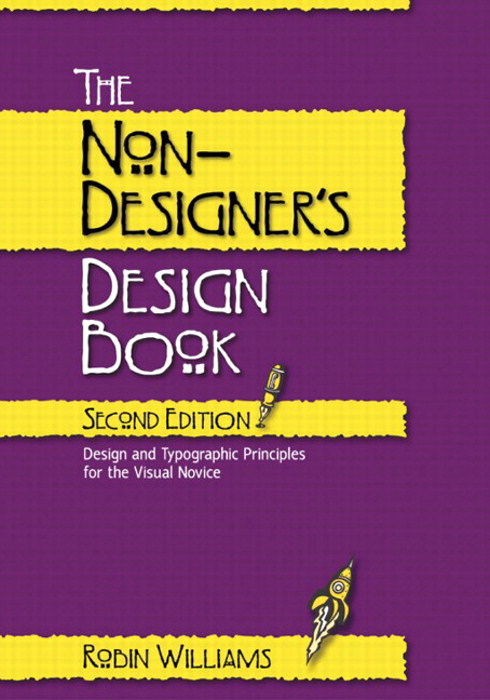 THE
NON–
DESIGNER'S
DESIGN
BOOK
SECOND EDITION
Design and Typographic Principles
for the Visual Novice
ROBIN WILLIAMS